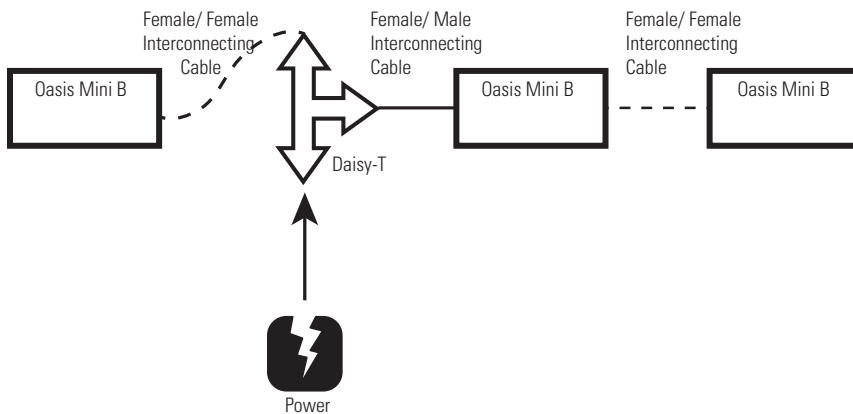 Female/ Female
Interconnecting
Cable
Female/ Male
Interconnecting
Cable
Female/ Female
Interconnecting
Cable
Oasis Mini B
Oasis Mini B
Oasis Mini B
Daisy-T
Power